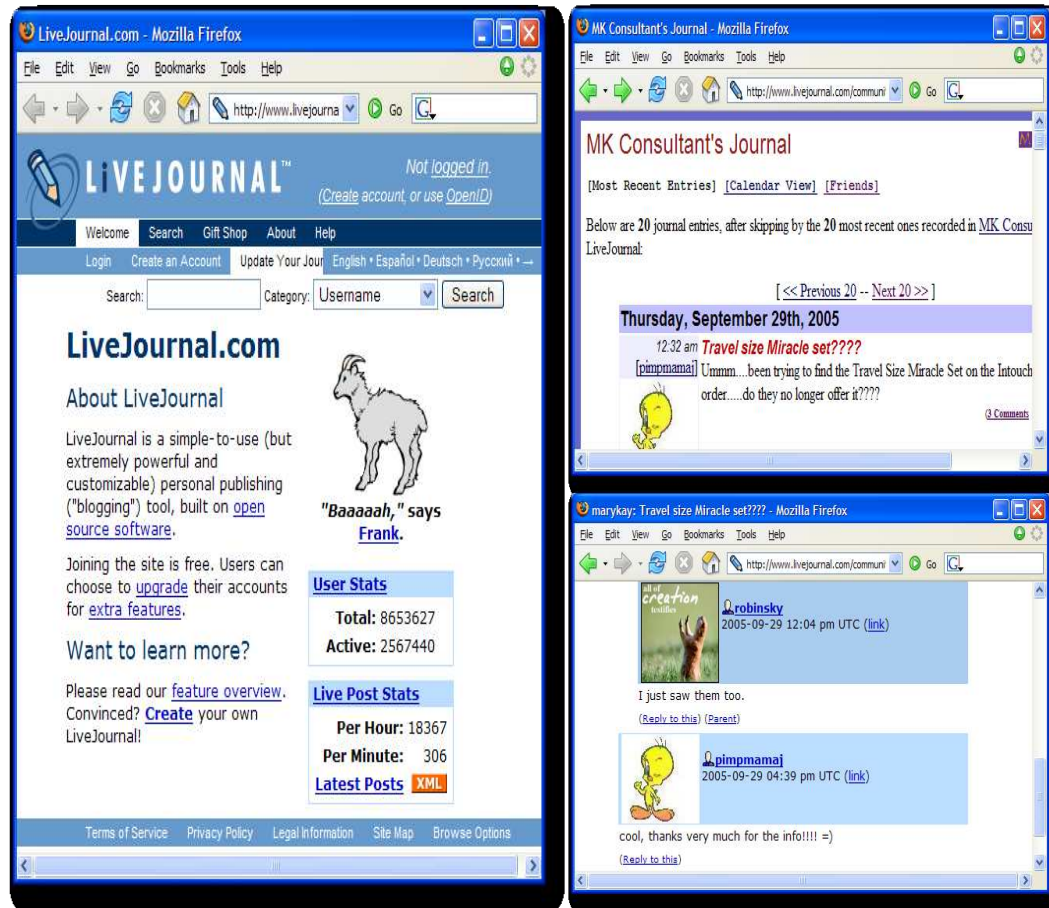 LiveJournal.com - Mozilla Firefox
File Edit View Go Bookmarks Tools Help
http://www.livejourna Go G
LiVEJOURNAL™
Not logged in.
(Create account, or use OpenID)
Welcome Search Gift Shop About Help
Login Create an Account Update Your Jour English • Español • Deutsch • Русский • →
Search: Category: Username Search
LiveJournal.com
About LiveJournal
LiveJournal is a simple-to-use (but
extremely powerful and
customizable) personal publishing
("blogging") tool, built on open
source software.
Joining the site is free. Users can
choose to upgrade their accounts
for extra features.
Want to learn more?
Please read our feature overview.
Convinced? Create your own
LiveJournal!
"Baaaaah," says
Frank.
User Stats
Total: 8653627
Active: 2567440
Live Post Stats
Per Hour: 18367
Per Minute: 306
Latest Posts XML
Terms of Service Privacy Policy Legal Information Site Map Browse Options
MK Consultant's Journal - Mozilla Firefox
File Edit View Go Bookmarks Tools Help
http://www.livejournal.com/communi Go G
MK Consultant's Journal
M
[Most Recent Entries] [Calendar View] [Friends]
Below are 20 journal entries, after skipping by the 20 most recent ones recorded in MK Consu
LiveJournal:
[ << Previous 20 -- Next 20 >> ]
Thursday, September 29th, 2005
12:32 am Travel size Miracle set????
[pimpmamaj] Ummm....been trying to find the Travel Size Miracle Set on the Intouch
order.....do they no longer offer it????
(3 Comments
marykay: Travel size Miracle set???? - Mozilla Firefox
File Edit View Go Bookmarks Tools Help
http://www.livejournal.com/communi Go G
all of
creation
testifies
robinsky
2005-09-29 12:04 pm UTC (link)
I just saw them too.
(Reply to this) (Parent)
pimpmamaj
2005-09-29 04:39 pm UTC (link)
cool, thanks very much for the info!!!! =)
(Reply to this)